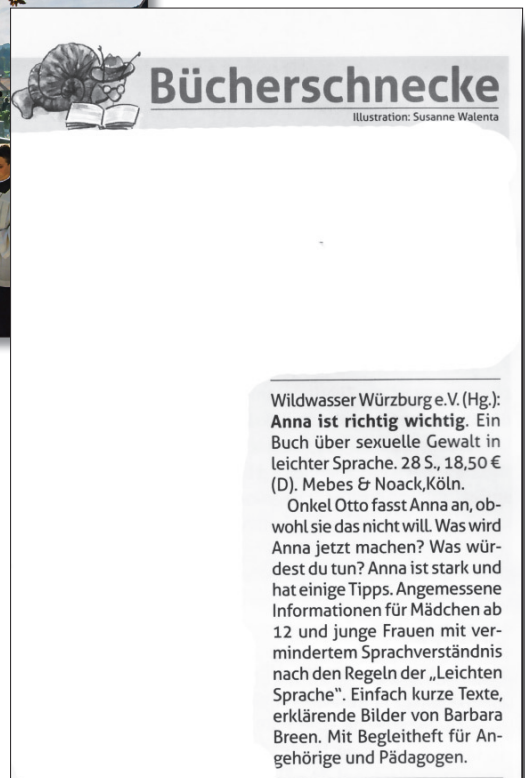 Bücherschnecke
Illustration: Susanne Walenta
Wildwasser Würzburg e.V. (Hg.):
Anna ist richtig wichtig. Ein
Buch über sexuelle Gewalt in
leichter Sprache. 28 S., 18,50 €
(D). Mebes & Noack,Köln.
Onkel Otto fasst Anna an, ob-
wohl sie das nicht will. Was wird
Anna jetzt machen? Was wür-
dest du tun? Anna ist stark und
hat einige Tipps. Angemessene
Informationen für Mädchen ab
12 und junge Frauen mit ver-
mindertem Sprachverständnis
nach den Regeln der „Leichten
Sprache“. Einfach kurze Texte,
erklärende Bilder von Barbara
Breen. Mit Begleitheft für An-
gehörige und Pädagogen.